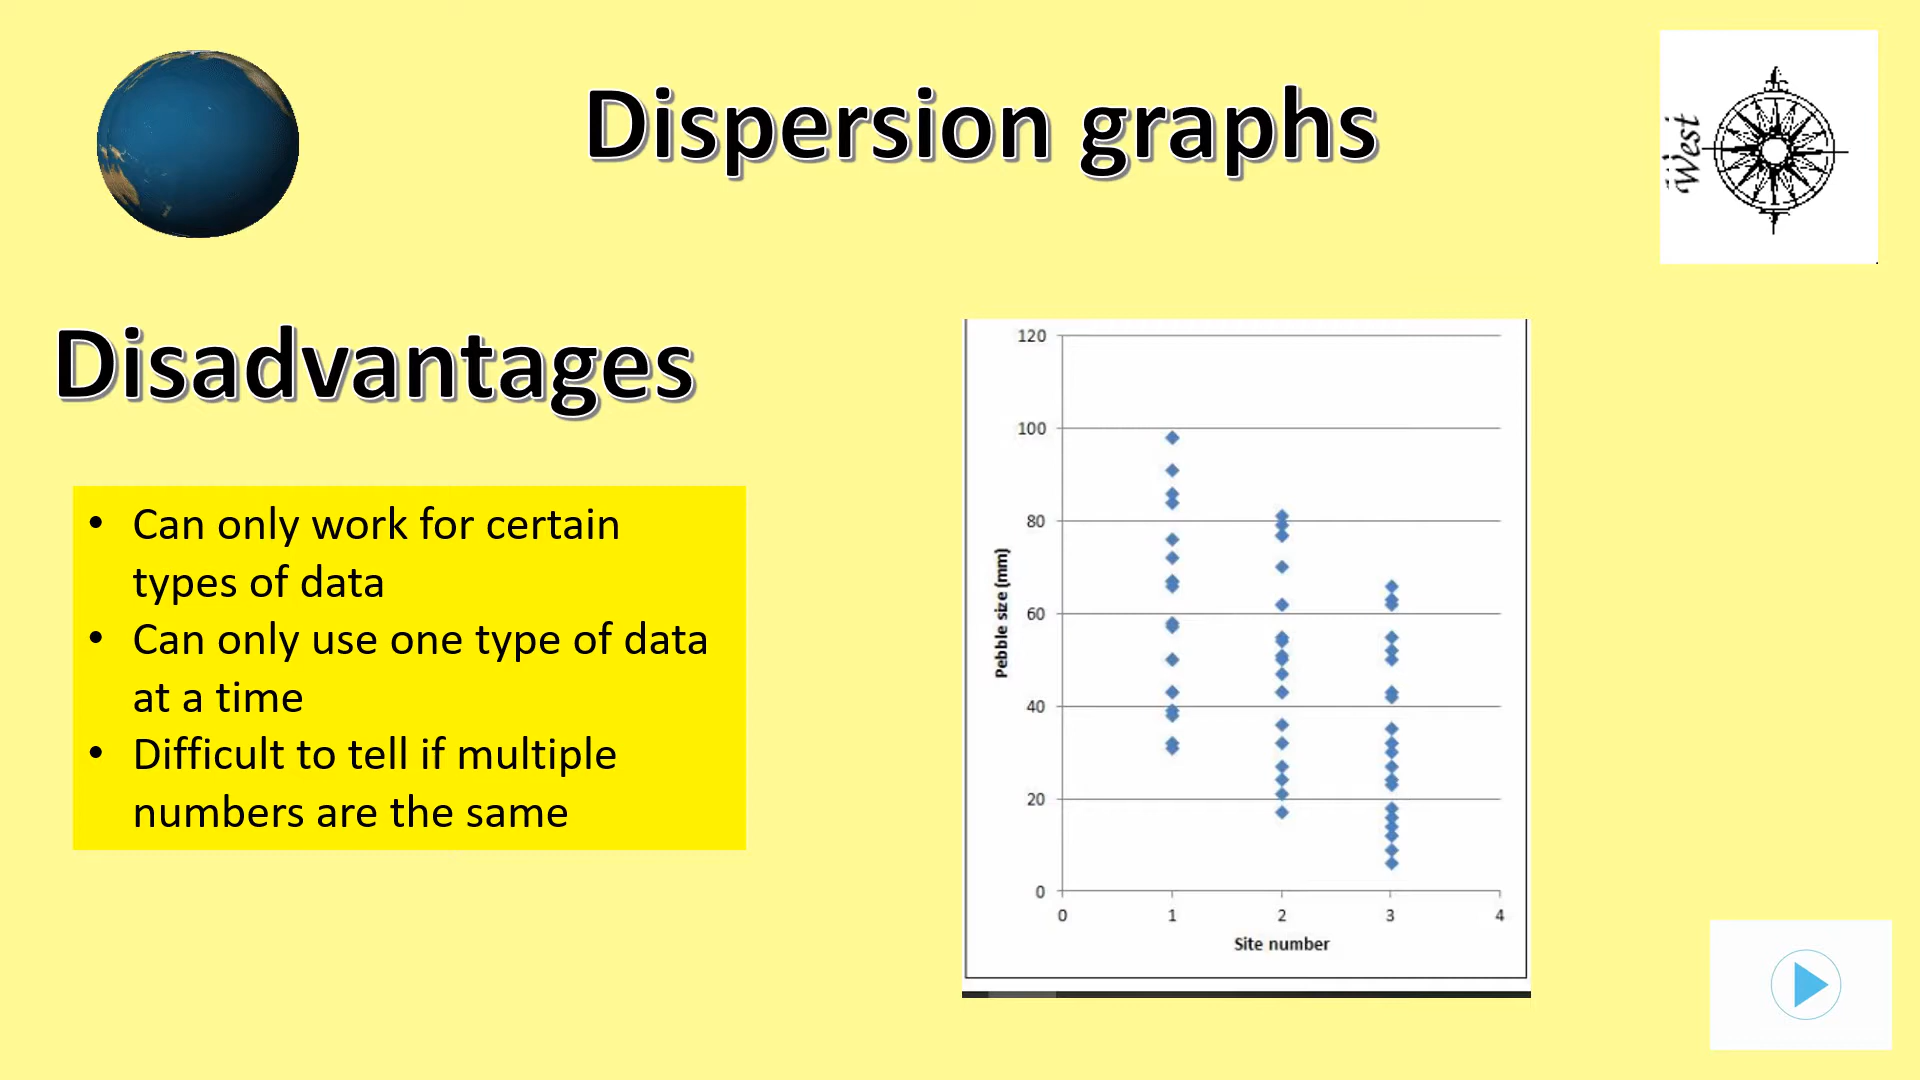 Dispersion graphs
West
Disadvantages
• Can only work for certain
types of data
• Can only use one type of data
at a time
• Difficult to tell if multiple
numbers are the same
120
100
80
60
40
20
0
Pebble size (mm)
0 1 2 3 4
Site number